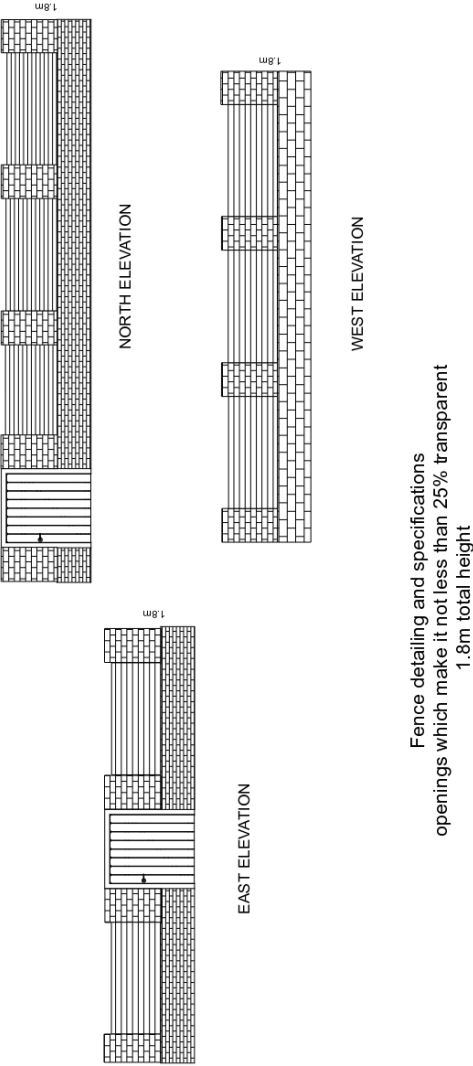 1.8m
NORTH ELEVATION
1.8m
WEST ELEVATION
1.8m
EAST ELEVATION
Fence detailing and specifications
openings which make it not less than 25% transparent
1.8m total height